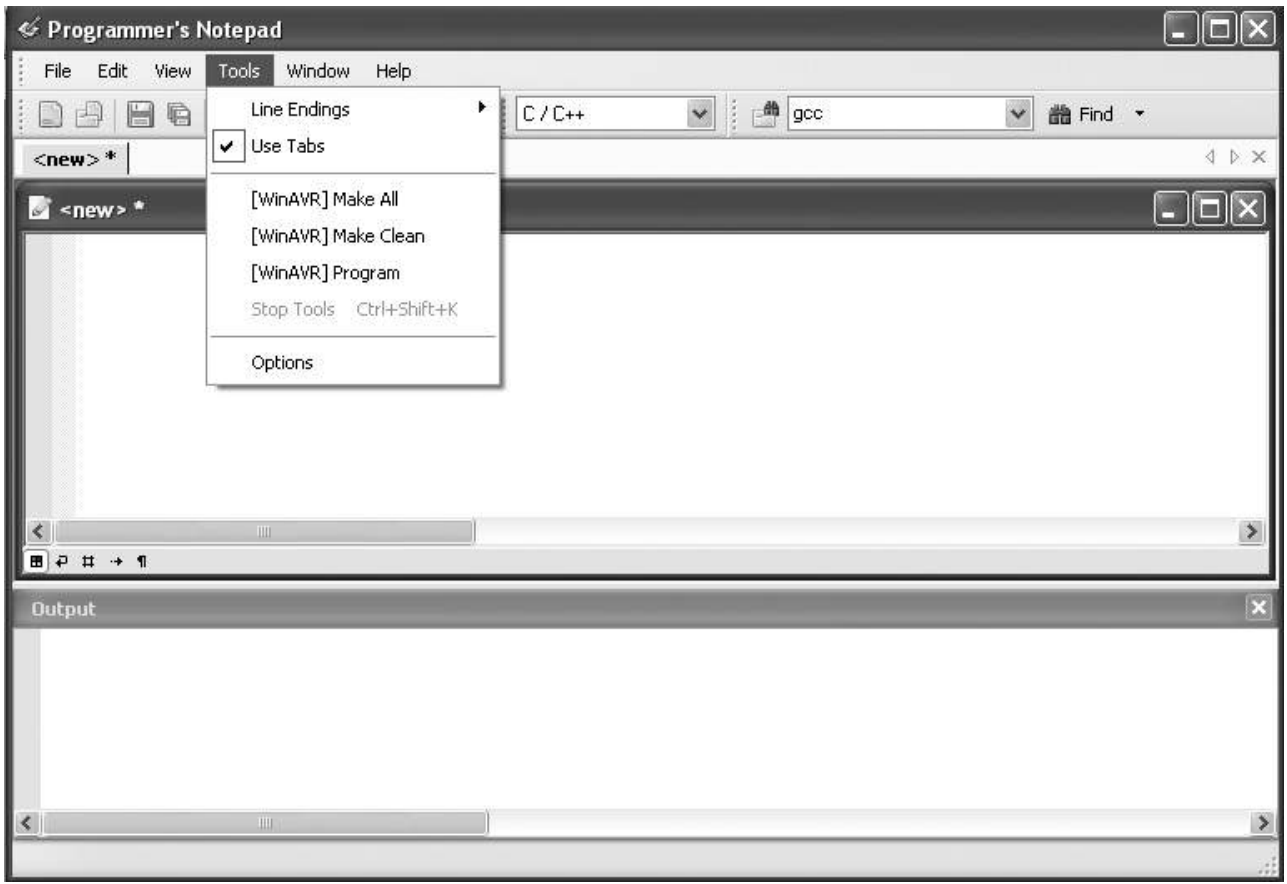 Programmer's Notepad
File Edit View Tools Window Help
C / C++ gcc Find
<new> *
Line Endings
Use Tabs
[WinAVR] Make All
[WinAVR] Make Clean
[WinAVR] Program
Stop Tools Ctrl+Shift+K
Options
<new> *
Output